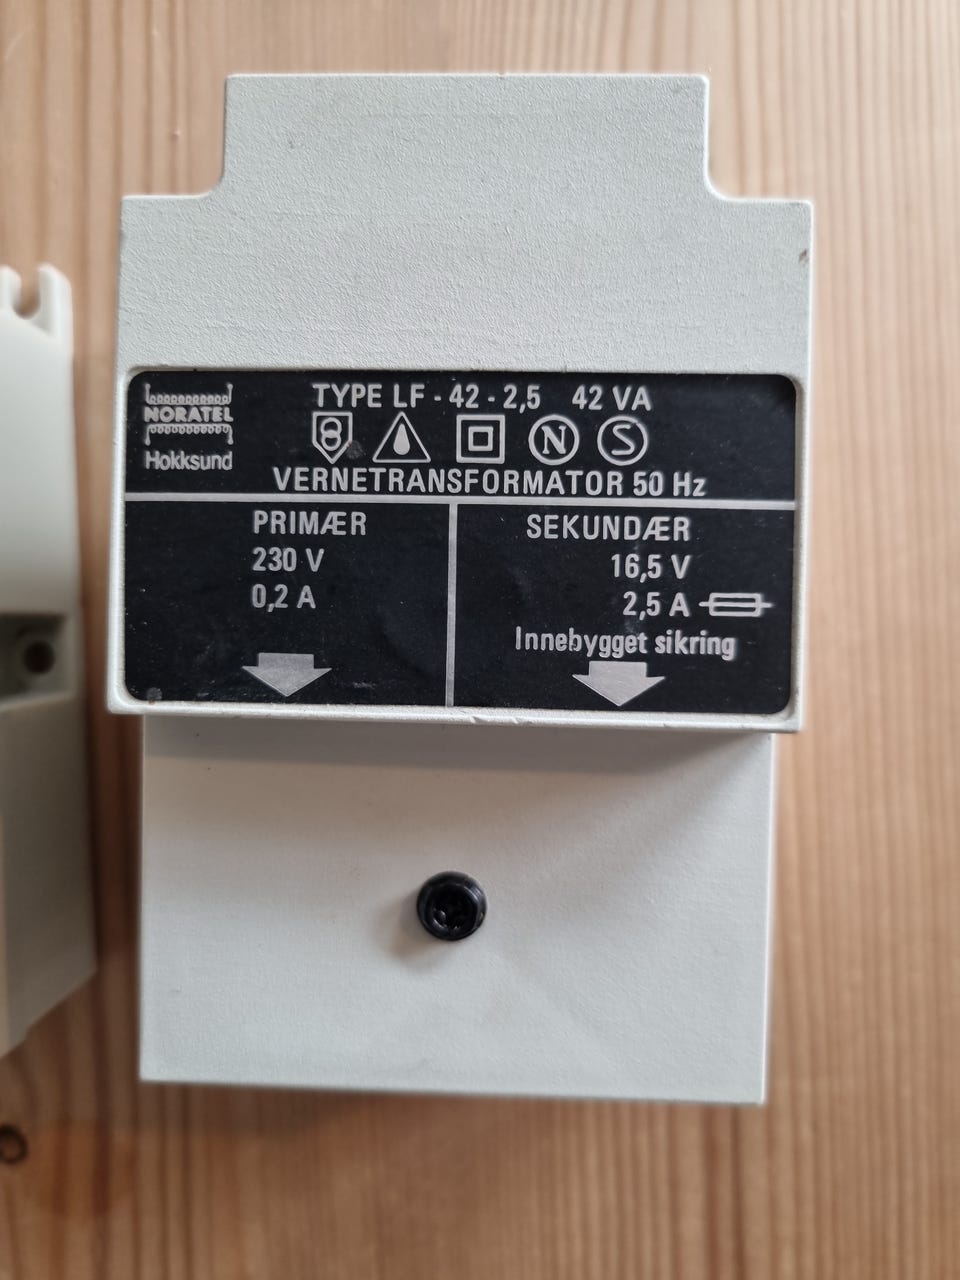 TYPE LF - 42 - 2,5 42 VA
NORATEL
Hokksund
N S
VERNETRANSFORMATOR 50 Hz
PRIMÆR
230 V
0,2 A
SEKUNDÆR
16,5 V
2,5 A
Innebygget sikring